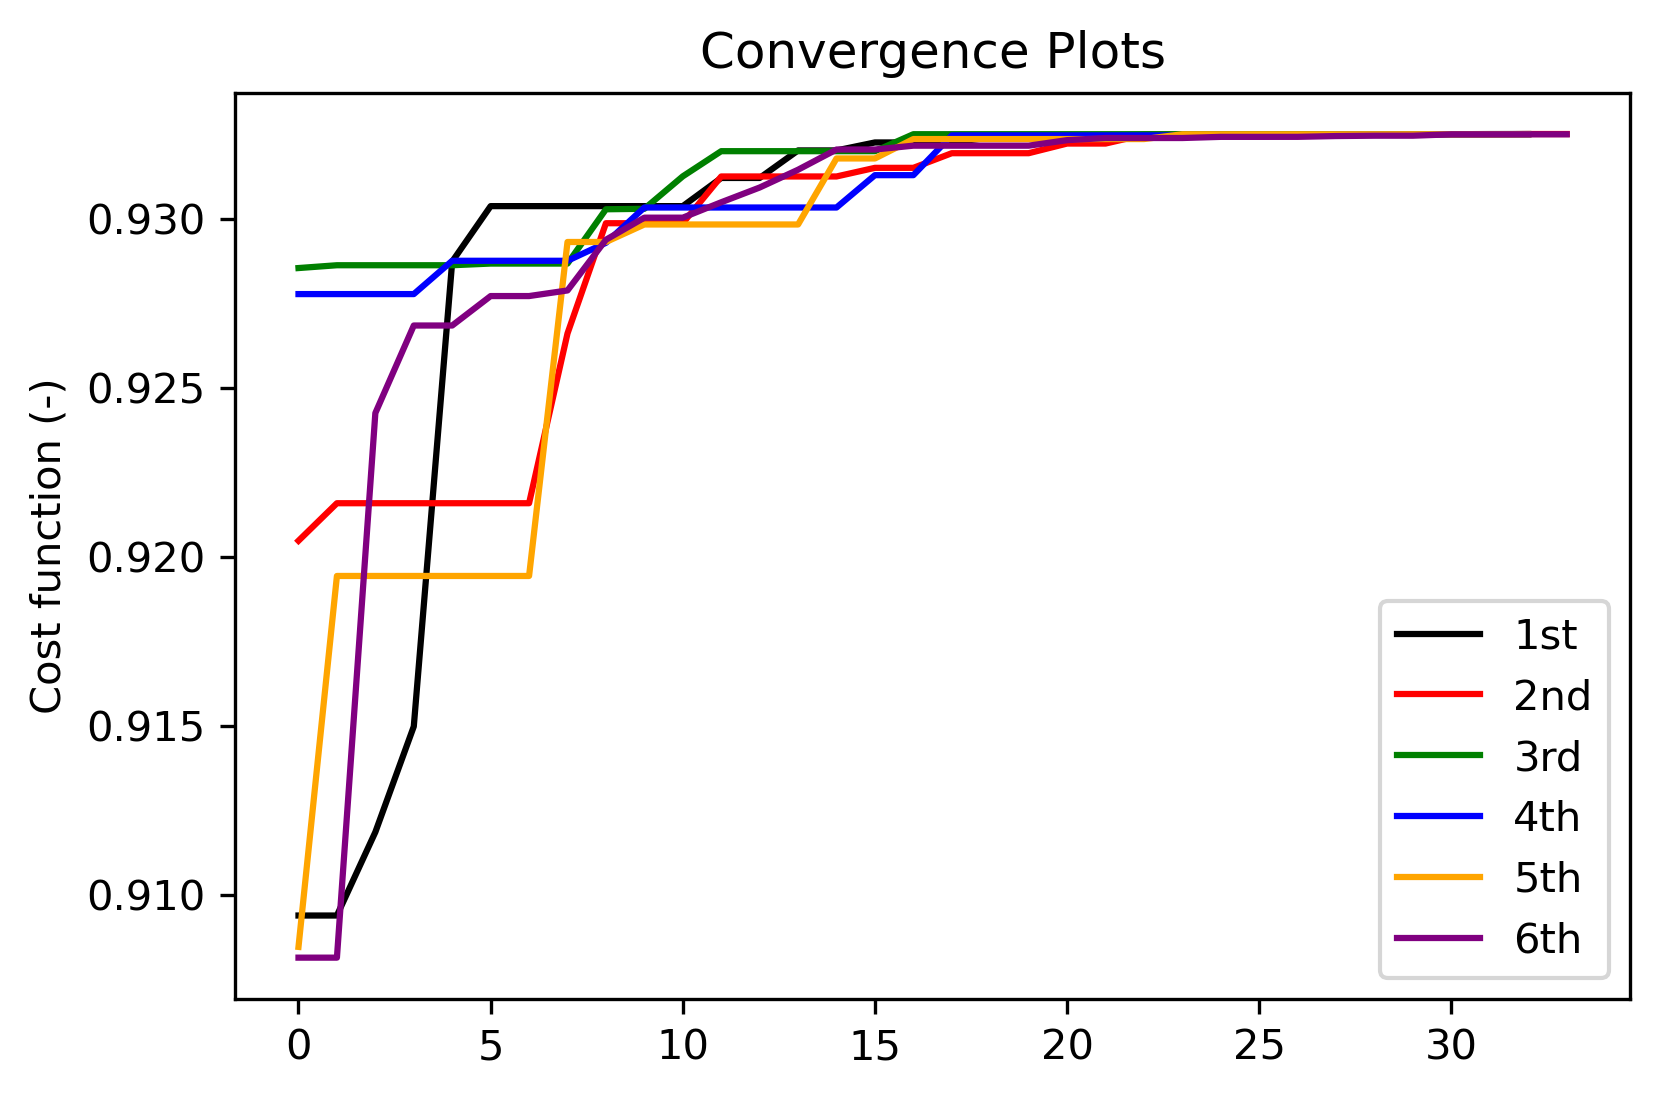 Convergence Plots
Cost function (-)
0.930
0.925
0.920
0.915
0.910
0 5 10 15 20 25 30
1st
2nd
3rd
4th
5th
6th